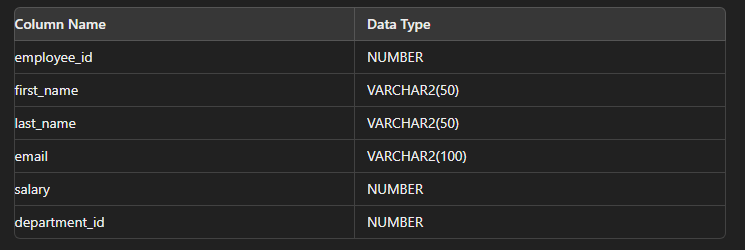 Column Name Data Type
employee_id NUMBER
first_name VARCHAR2(50)
last_name VARCHAR2(50)
email VARCHAR2(100)
salary NUMBER
department_id NUMBER